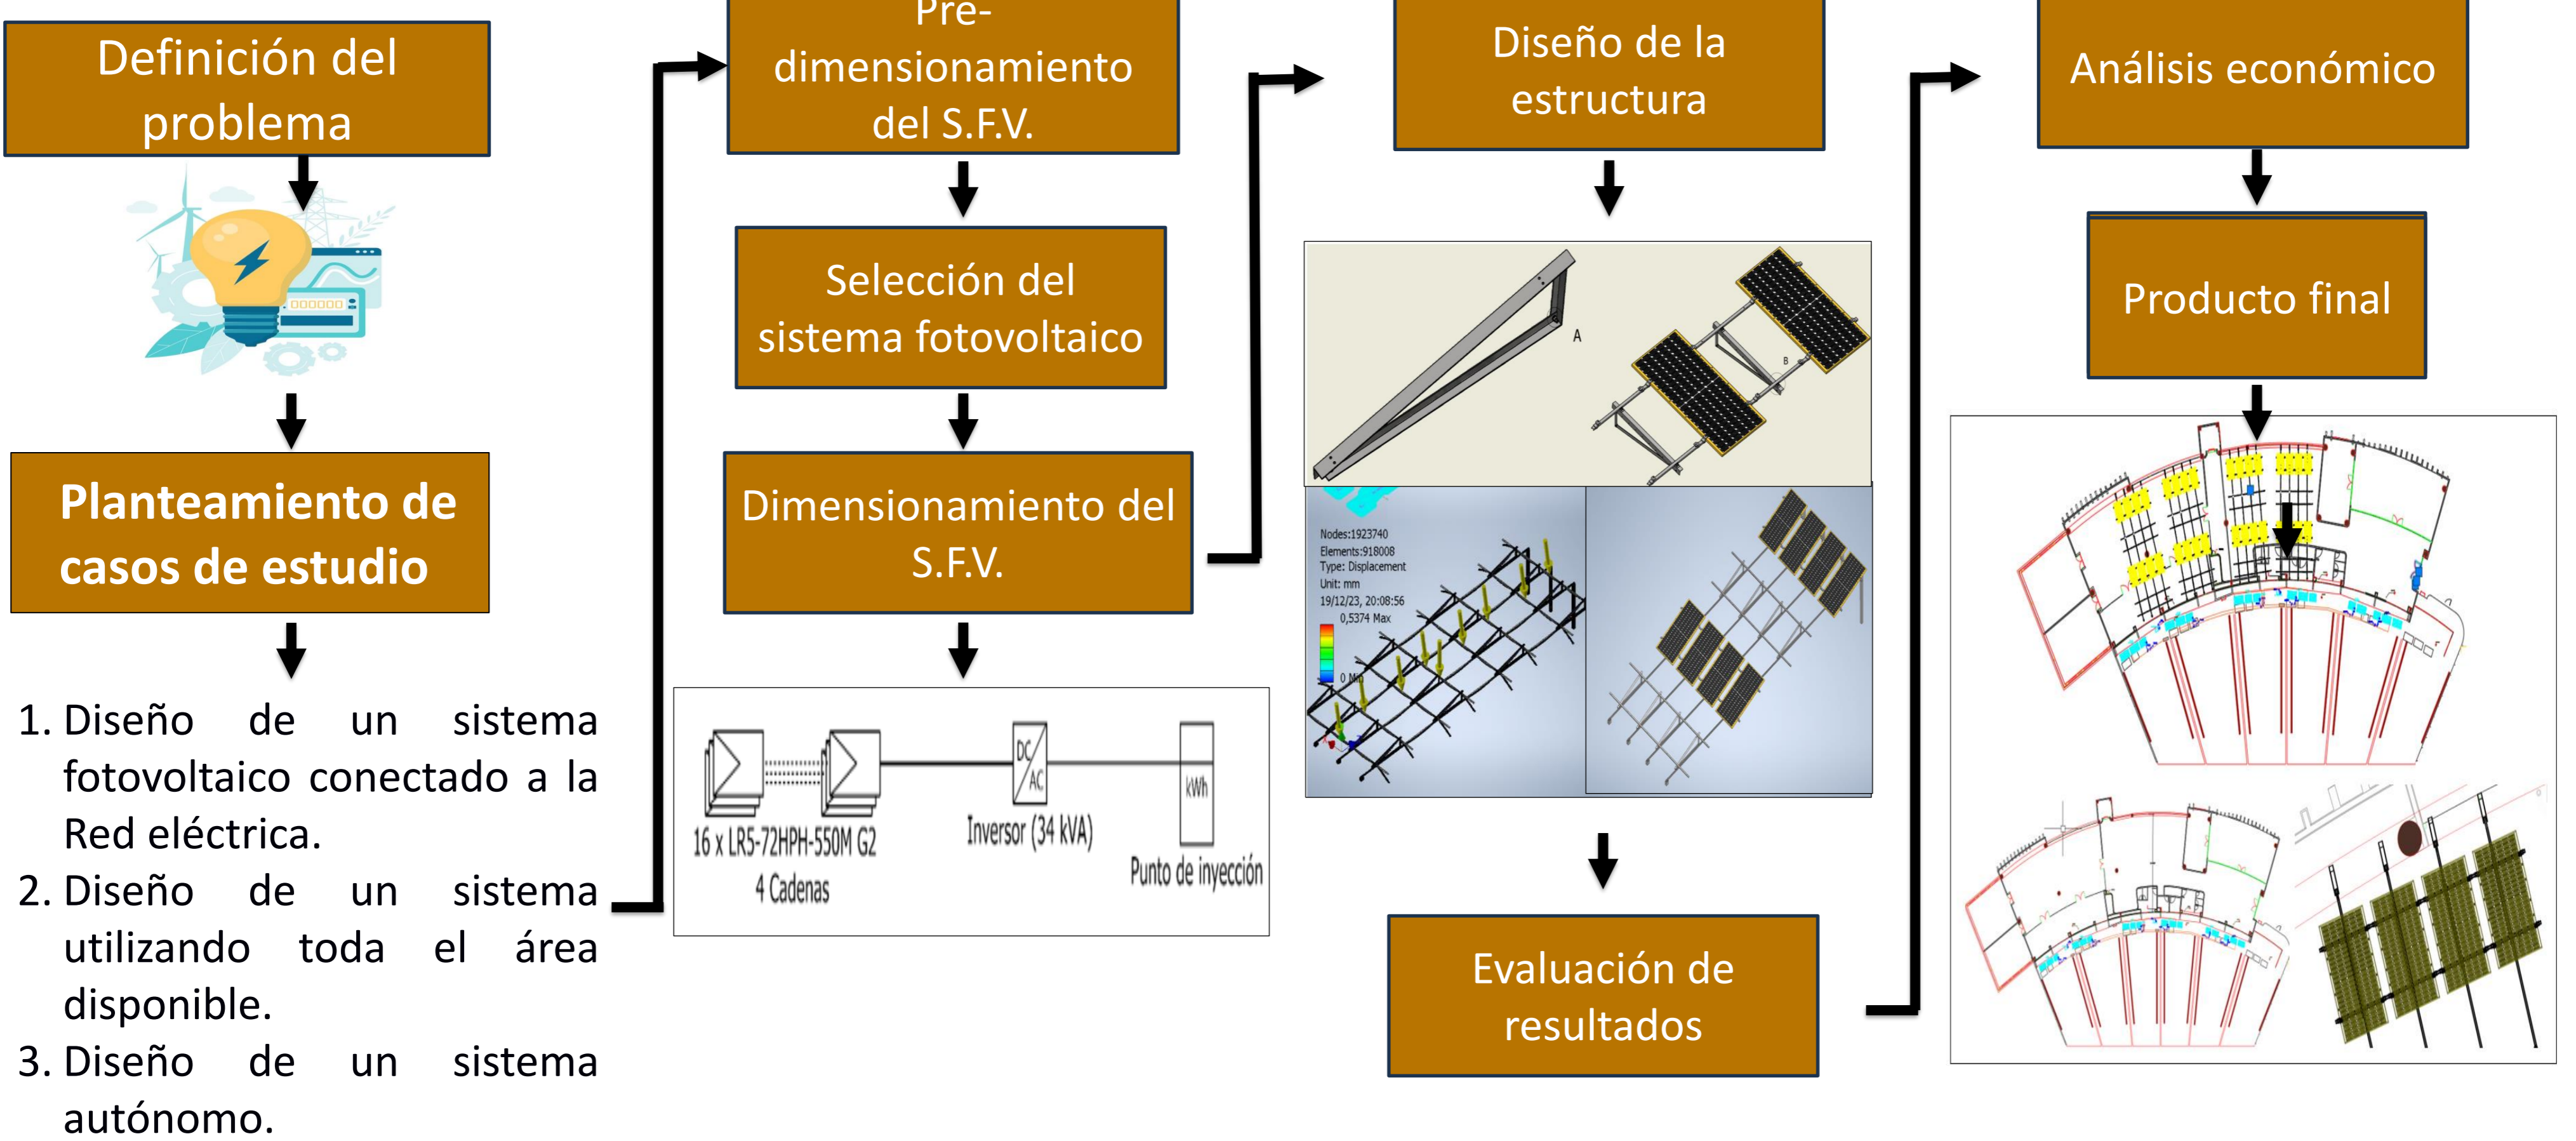 Definición del
problema
Planteamiento de
casos de estudio
1. Diseño de un sistema
fotovoltaico conectado a la
Red eléctrica.
2. Diseño de un sistema
utilizando toda el área
disponible.
3. Diseño de un sistema
autónomo.
Pre-
dimensionamiento
del S.F.V.
Selección del
sistema fotovoltaico
Dimensionamiento del
S.F.V.
DC
AC
kWh
16 x LR5-72HPH-550M G2
4 Cadenas
Inversor (34 kVA)
Punto de inyección
Diseño de la
estructura
A
B
Nodes:1923740
Elements:918008
Type: Displacement
Unit: mm
19/12/23, 20:08:56
0,5374 Max
0 Min
Evaluación de
resultados
Análisis económico
Producto final